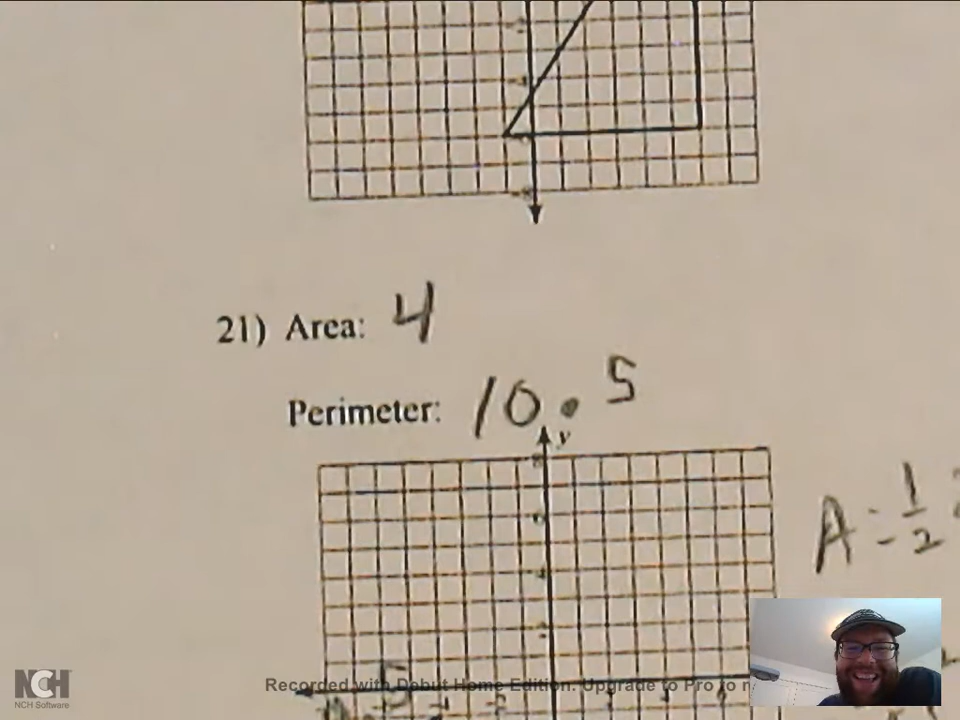 21) Area: 4
Perimeter: 10.5
y
A = 1/2
NCH
NCH Software
Recorded with Debut Home Edition. Upgrade to Pro to r